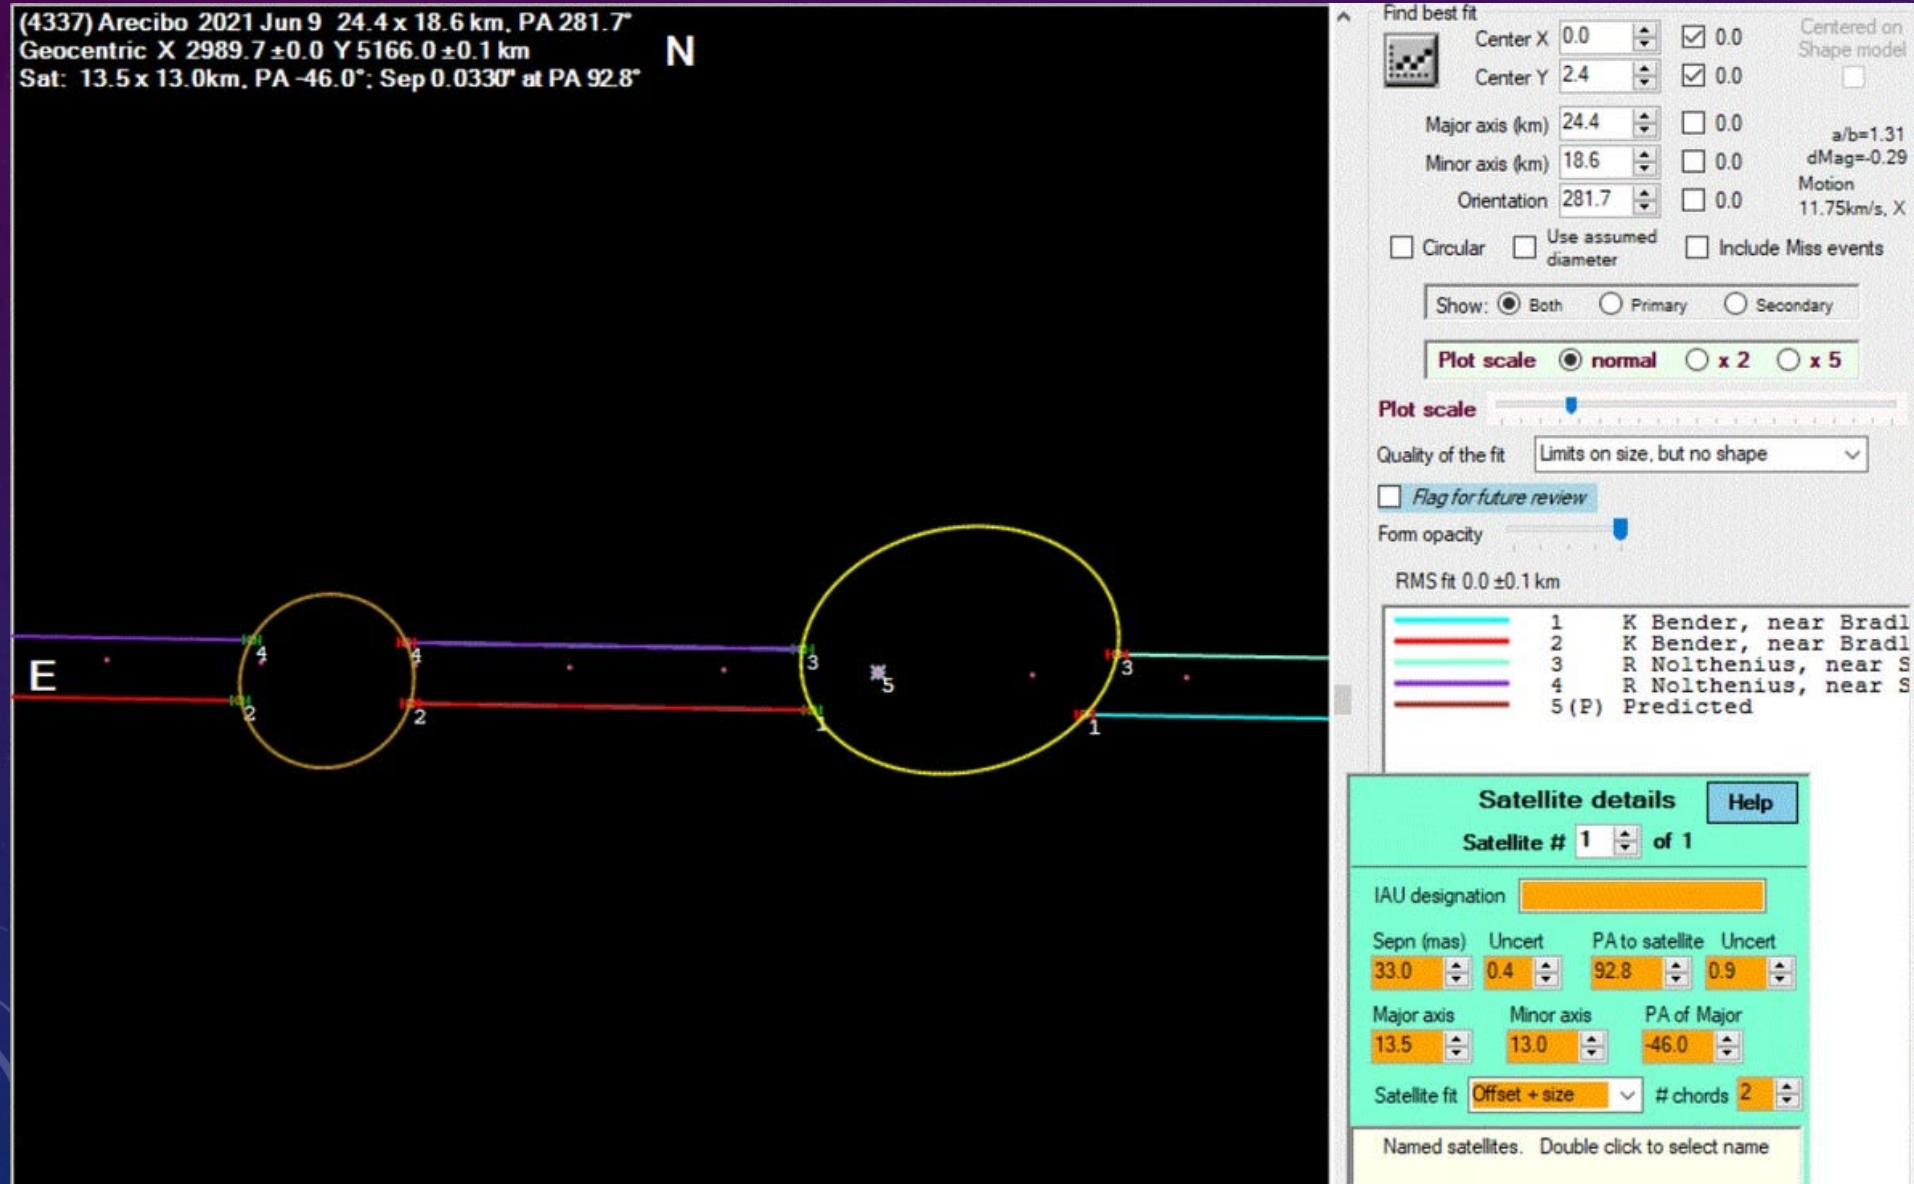 (4337) Arecibo 2021 Jun 9 24.4 x 18.6 km, PA 281.7°
Geocentric X 2989.7 ±0.0 Y 5166.0 ±0.1 km
Sat: 13.5 x 13.0km, PA -46.0°; Sep 0.0330" at PA 92.8°
N
E
4
4
2
2
3
3
5
1
1
Find best fit
Center X 0.0 0.0
Center Y 2.4 0.0
Centered on
Shape model
Major axis (km) 24.4 0.0
Minor axis (km) 18.6 0.0
Orientation 281.7 0.0
a/b=1.31
dMag=-0.29
Motion
11.75km/s, X
Circular
Use assumed
diameter
Include Miss events
Show: Both Primary Secondary
Plot scale normal x 2 x 5
Plot scale
Quality of the fit Limits on size, but no shape
Flag for future review
Form opacity
RMS fit 0.0 ±0.1 km
1 K Bender, near Bradl
2 K Bender, near Bradl
3 R Nolthenius, near S
4 R Nolthenius, near S
5(P) Predicted
Satellite details Help
Satellite # 1 of 1
IAU designation
Sepn (mas) Uncert PA to satellite Uncert
33.0 0.4 92.8 0.9
Major axis Minor axis PA of Major
13.5 13.0 -46.0
Satellite fit Offset + size # chords 2
Named satellites. Double click to select name